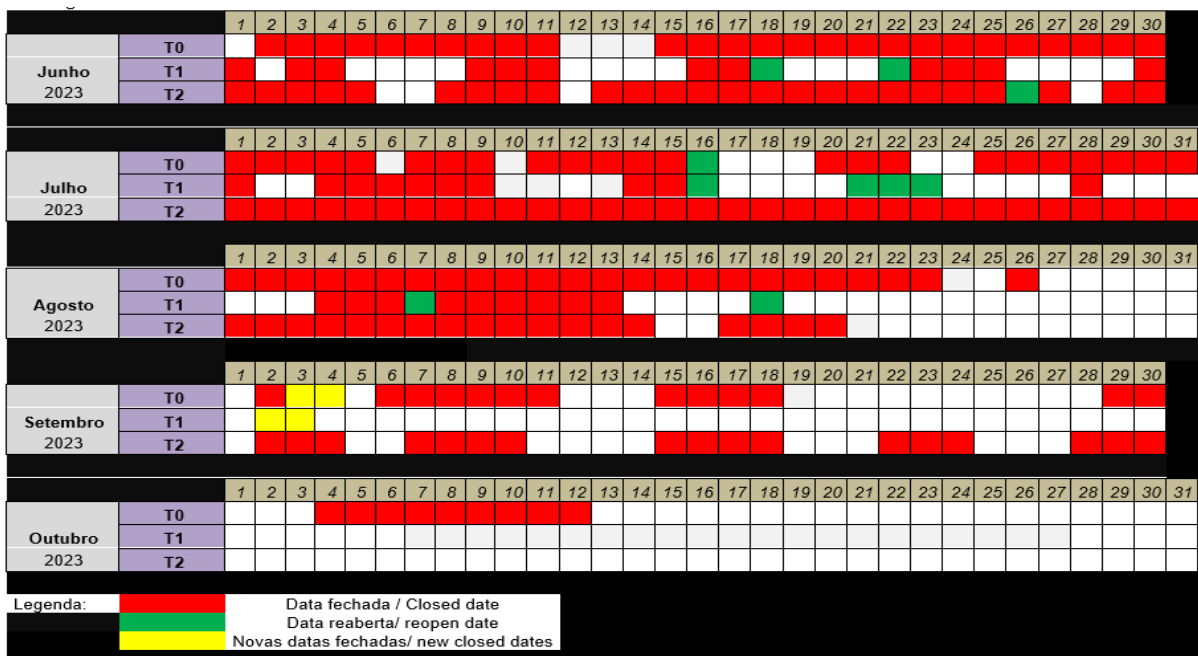 1 2 3 4 5 6 7 8 9 10 11 12 13 14 15 16 17 18 19 20 21 22 23 24 25 26 27 28 29 30
T0
Junho T1
2023 T2
1 2 3 4 5 6 7 8 9 10 11 12 13 14 15 16 17 18 19 20 21 22 23 24 25 26 27 28 29 30 31
T0
Julho T1
2023 T2
1 2 3 4 5 6 7 8 9 10 11 12 13 14 15 16 17 18 19 20 21 22 23 24 25 26 27 28 29 30 31
T0
Agosto T1
2023 T2
1 2 3 4 5 6 7 8 9 10 11 12 13 14 15 16 17 18 19 20 21 22 23 24 25 26 27 28 29 30
T0
Setembro T1
2023 T2
1 2 3 4 5 6 7 8 9 10 11 12 13 14 15 16 17 18 19 20 21 22 23 24 25 26 27 28 29 30 31
T0
Outubro T1
2023 T2
Legenda: Data fechada / Closed date
Data reaberta/ reopen date
Novas datas fechadas/ new closed dates